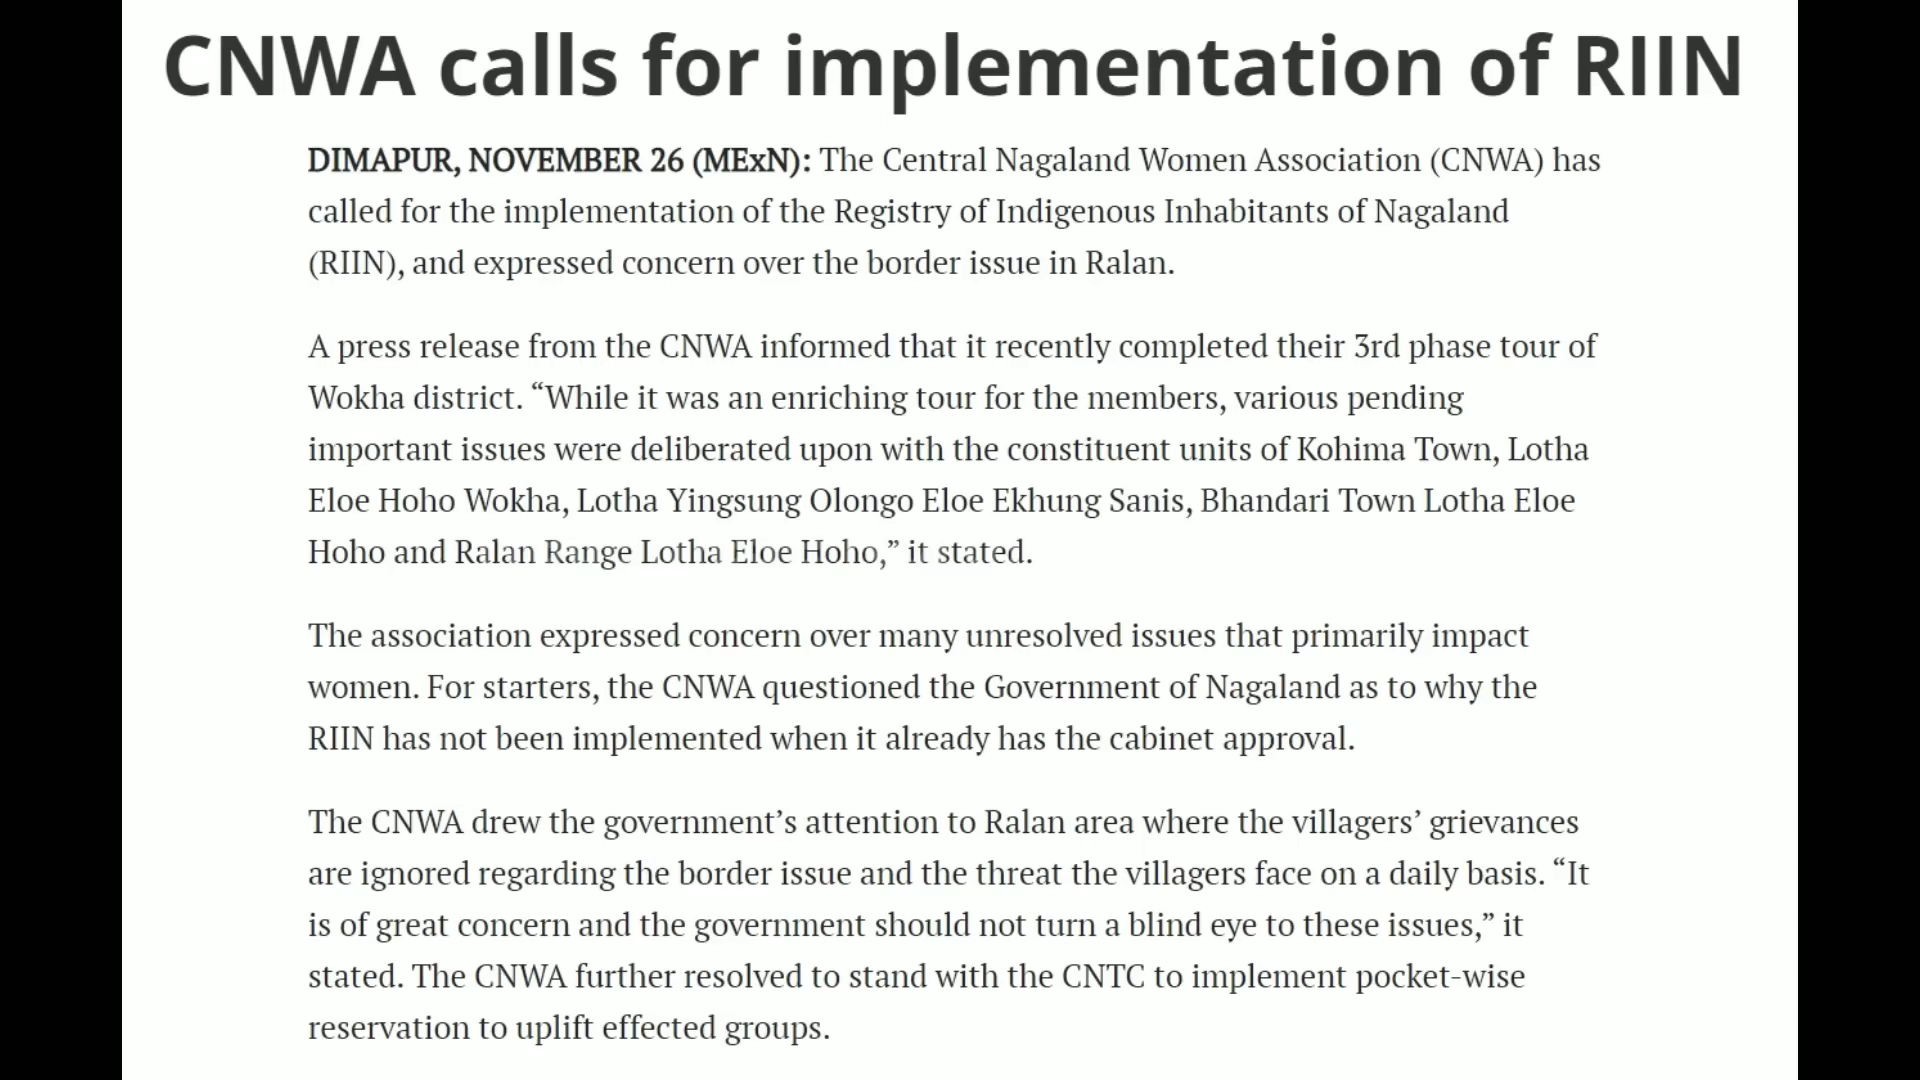 CNWA calls for implementation of RIIN
DIMAPUR, NOVEMBER 26 (MExN): The Central Nagaland Women Association (CNWA) has
called for the implementation of the Registry of Indigenous Inhabitants of Nagaland
(RIIN), and expressed concern over the border issue in Ralan.
A press release from the CNWA informed that it recently completed their 3rd phase tour of
Wokha district. “While it was an enriching tour for the members, various pending
important issues were deliberated upon with the constituent units of Kohima Town, Lotha
Eloe Hoho Wokha, Lotha Yingsung Olongo Eloe Ekhung Sanis, Bhandari Town Lotha Eloe
Hoho and Ralan Range Lotha Eloe Hoho,” it stated.
The association expressed concern over many unresolved issues that primarily impact
women. For starters, the CNWA questioned the Government of Nagaland as to why the
RIIN has not been implemented when it already has the cabinet approval.
The CNWA drew the government’s attention to Ralan area where the villagers’ grievances
are ignored regarding the border issue and the threat the villagers face on a daily basis. “It
is of great concern and the government should not turn a blind eye to these issues,” it
stated. The CNWA further resolved to stand with the CNTC to implement pocket-wise
reservation to uplift effected groups.